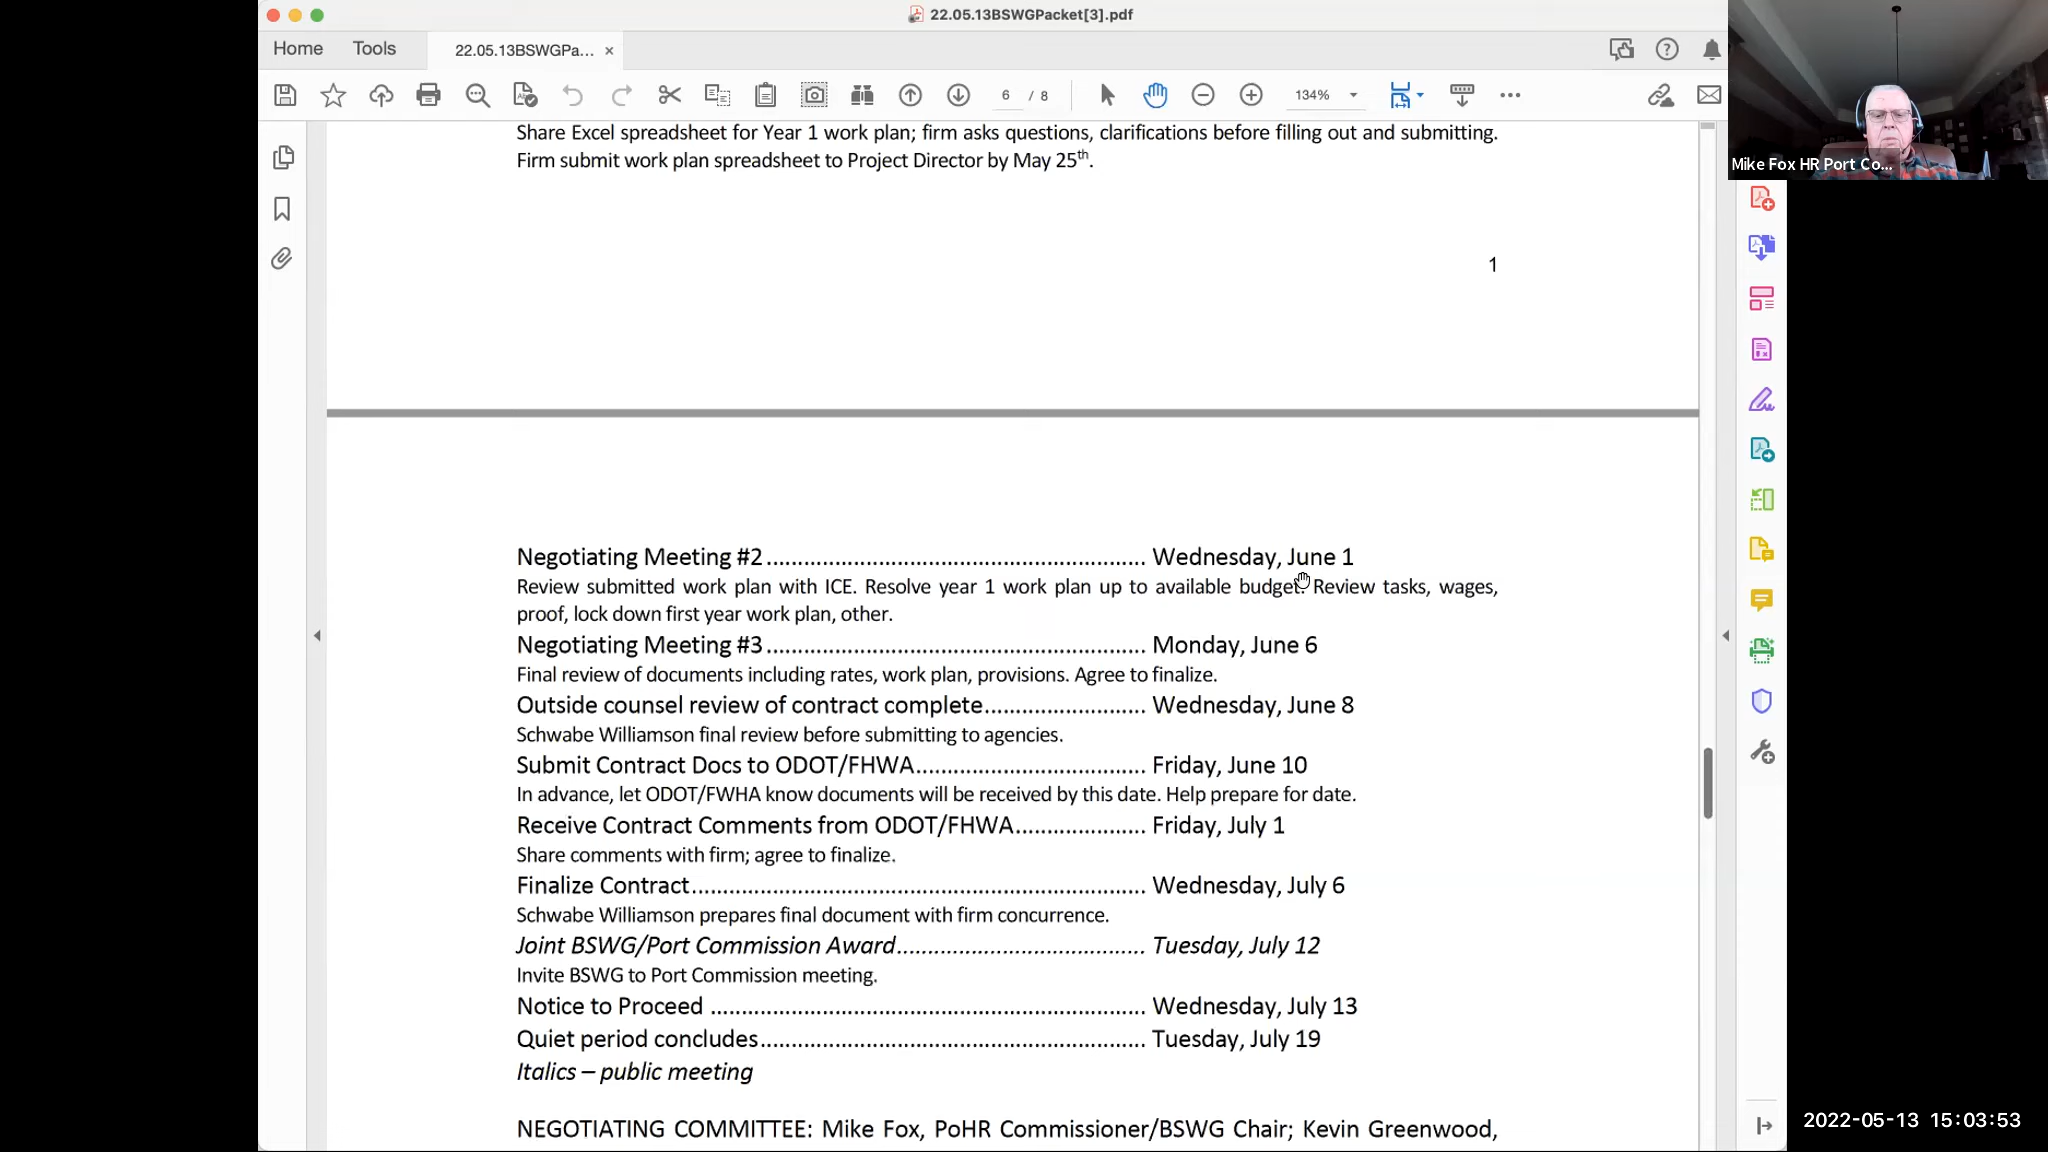 22.05.13BSWGPacket[3].pdf
Home Tools 22.05.13BSWGPa... ×
6 / 8 134%
Mike Fox HR Port Co...
Share Excel spreadsheet for Year 1 work plan; firm asks questions, clarifications before filling out and submitting.
Firm submit work plan spreadsheet to Project Director by May 25th.
1
Negotiating Meeting #2............................................................. Wednesday, June 1
Review submitted work plan with ICE. Resolve year 1 work plan up to available budget. Review tasks, wages,
proof, lock down first year work plan, other.
Negotiating Meeting #3............................................................. Monday, June 6
Final review of documents including rates, work plan, provisions. Agree to finalize.
Outside counsel review of contract complete.......................... Wednesday, June 8
Schwabe Williamson final review before submitting to agencies.
Submit Contract Docs to ODOT/FHWA..................................... Friday, June 10
In advance, let ODOT/FWHA know documents will be received by this date. Help prepare for date.
Receive Contract Comments from ODOT/FHWA..................... Friday, July 1
Share comments with firm; agree to finalize.
Finalize Contract......................................................................... Wednesday, July 6
Schwabe Williamson prepares final document with firm concurrence.
Joint BSWG/Port Commission Award........................................ Tuesday, July 12
Invite BSWG to Port Commission meeting.
Notice to Proceed ...................................................................... Wednesday, July 13
Quiet period concludes.............................................................. Tuesday, July 19
Italics – public meeting
NEGOTIATING COMMITTEE: Mike Fox, PoHR Commissioner/BSWG Chair; Kevin Greenwood,
2022-05-13 15:03:53